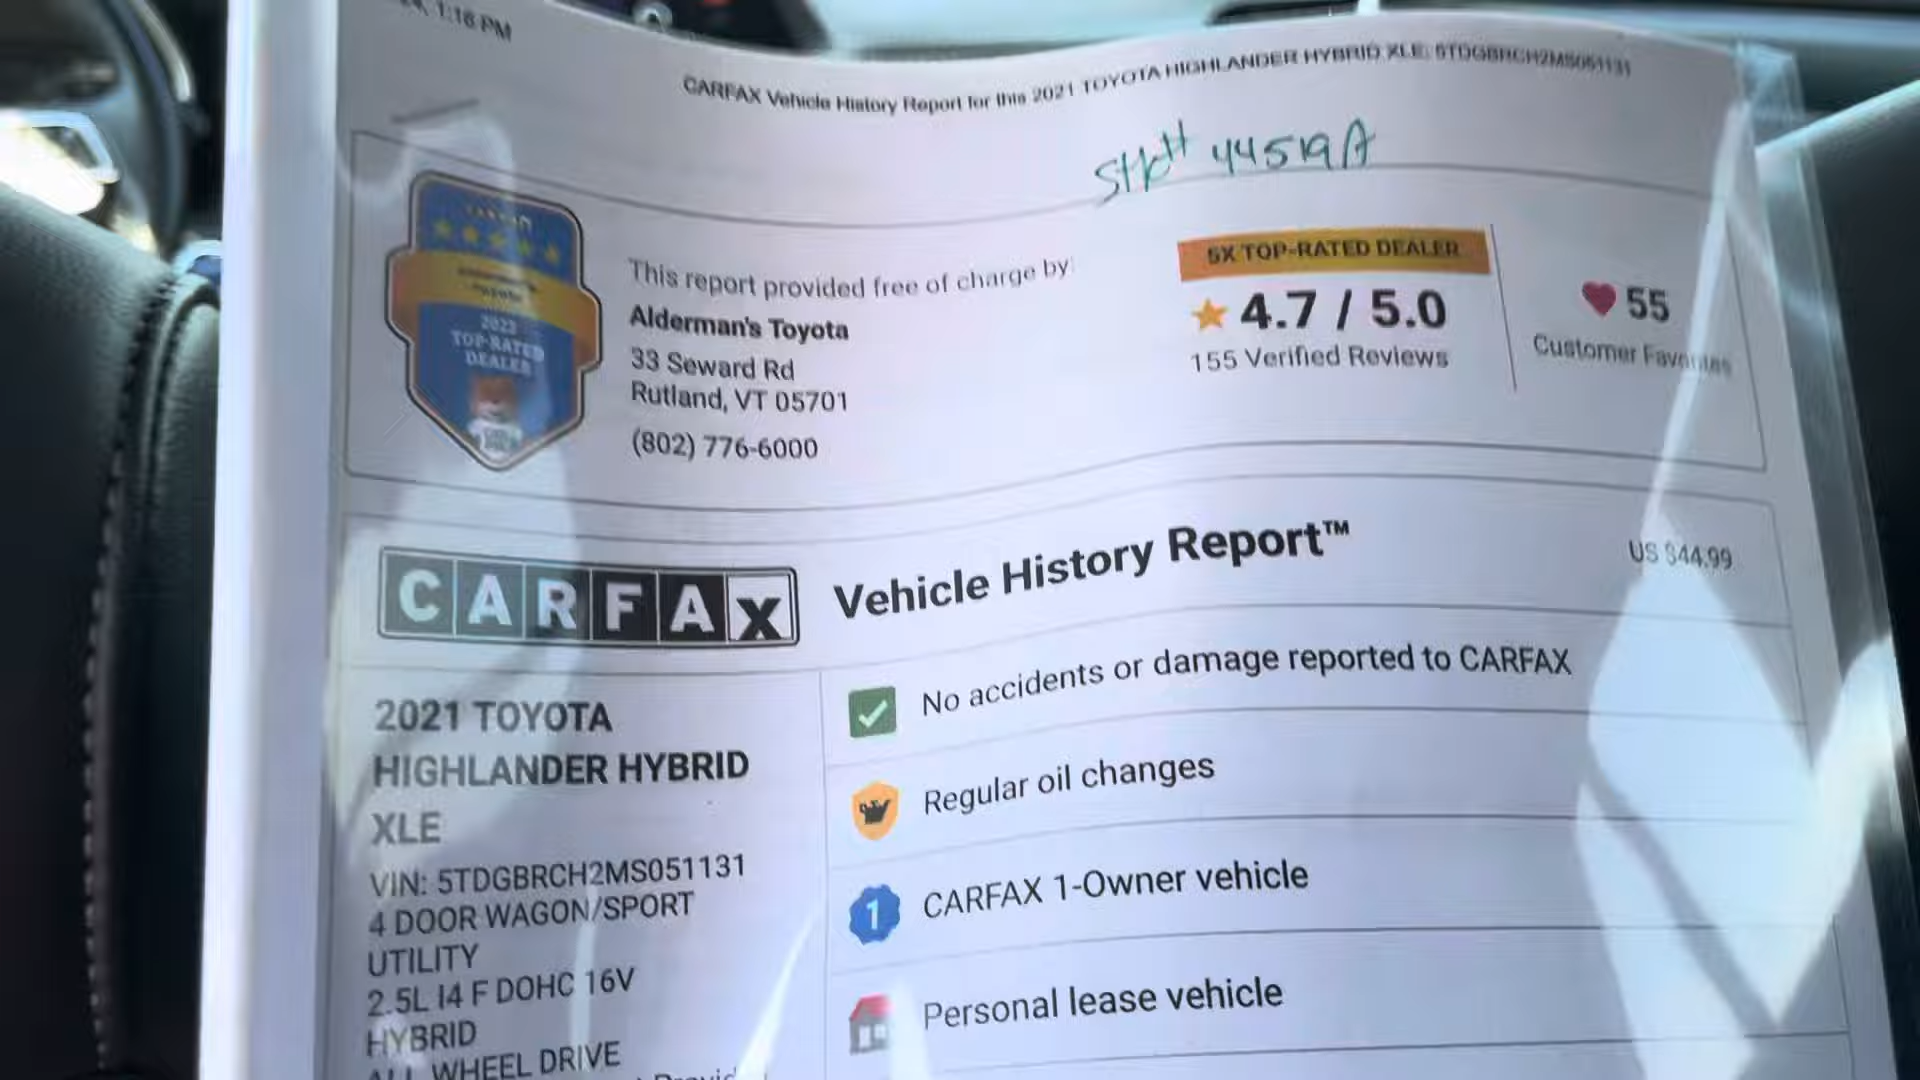 1:16 PM
CARFAX Vehicle History Report for this 2021 TOYOTA HIGHLANDER HYBRID XLE: 5TDGBRCH2MS051131
Stk# 44519A
2023
TOP-RATED
DEALER
This report provided free of charge by:
Alderman's Toyota
33 Seward Rd
Rutland, VT 05701
(802) 776-6000
5X TOP-RATED DEALER
4.7 / 5.0
155 Verified Reviews
55
Customer Favorites
CARFAX
Vehicle History Report™
US $44.99
2021 TOYOTA
HIGHLANDER HYBRID
XLE
VIN: 5TDGBRCH2MS051131
4 DOOR WAGON/SPORT
UTILITY
2.5L I4 F DOHC 16V
HYBRID
ALL WHEEL DRIVE
No accidents or damage reported to CARFAX
Regular oil changes
1
CARFAX 1-Owner vehicle
Personal lease vehicle